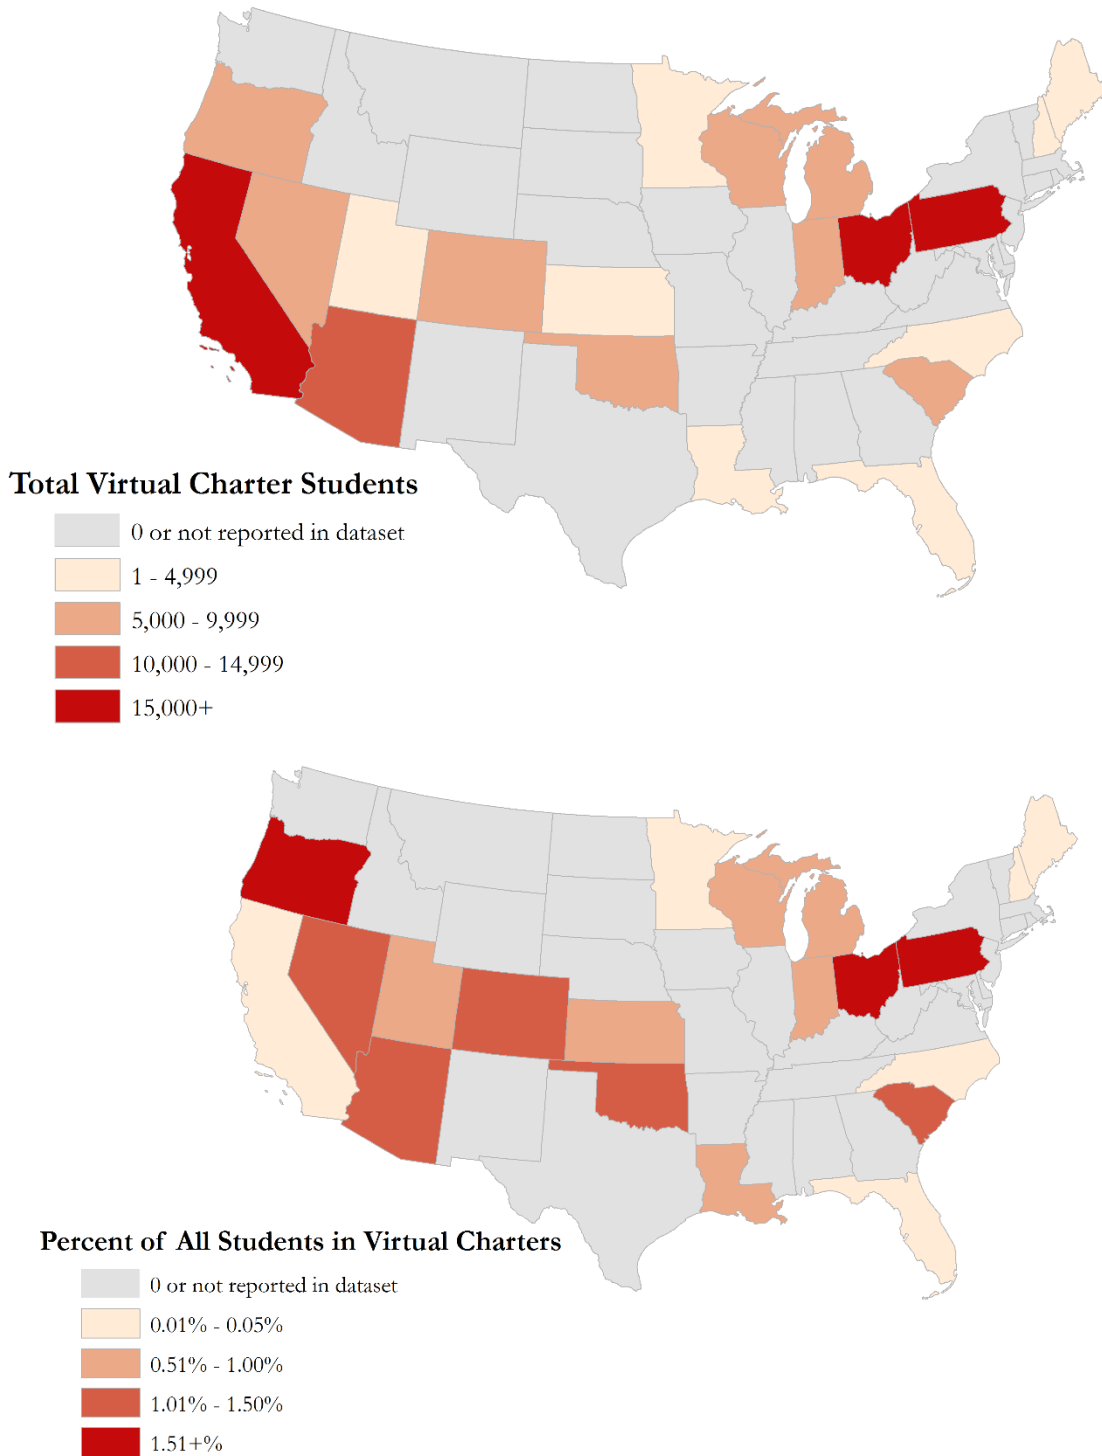 Total Virtual Charter Students
0 or not reported in dataset
1 - 4,999
5,000 - 9,999
10,000 - 14,999
15,000+
Percent of All Students in Virtual Charters
0 or not reported in dataset
0.01% - 0.05%
0.51% - 1.00%
1.01% - 1.50%
1.51+%